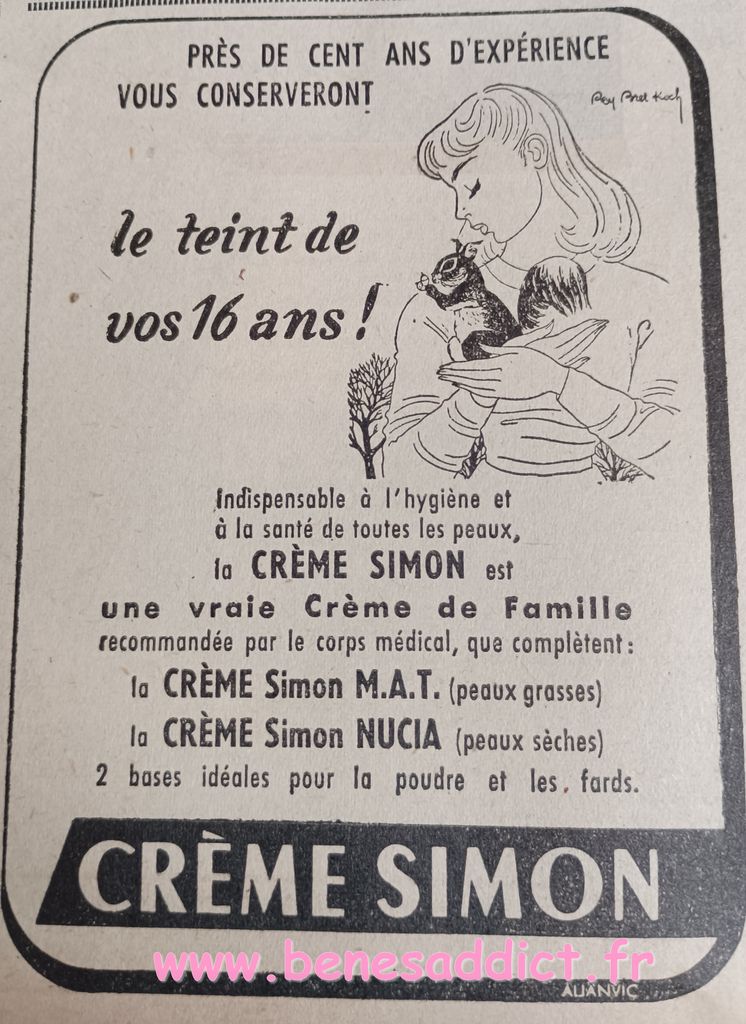 PRÈS DE CENT ANS D'EXPÉRIENCE
VOUS CONSERVERONT
le teint de
vos 16 ans !
Indispensable à l'hygiène et
à la santé de toutes les peaux,
la CRÈME SIMON est
une vraie Crème de Famille
recommandée par le corps médical, que complètent :
la CRÈME Simon M.A.T. (peaux grasses)
la CRÈME Simon NUCIA (peaux sèches)
2 bases idéales pour la poudre et les fards.
CRÈME SIMON
www.benesaddict.fr